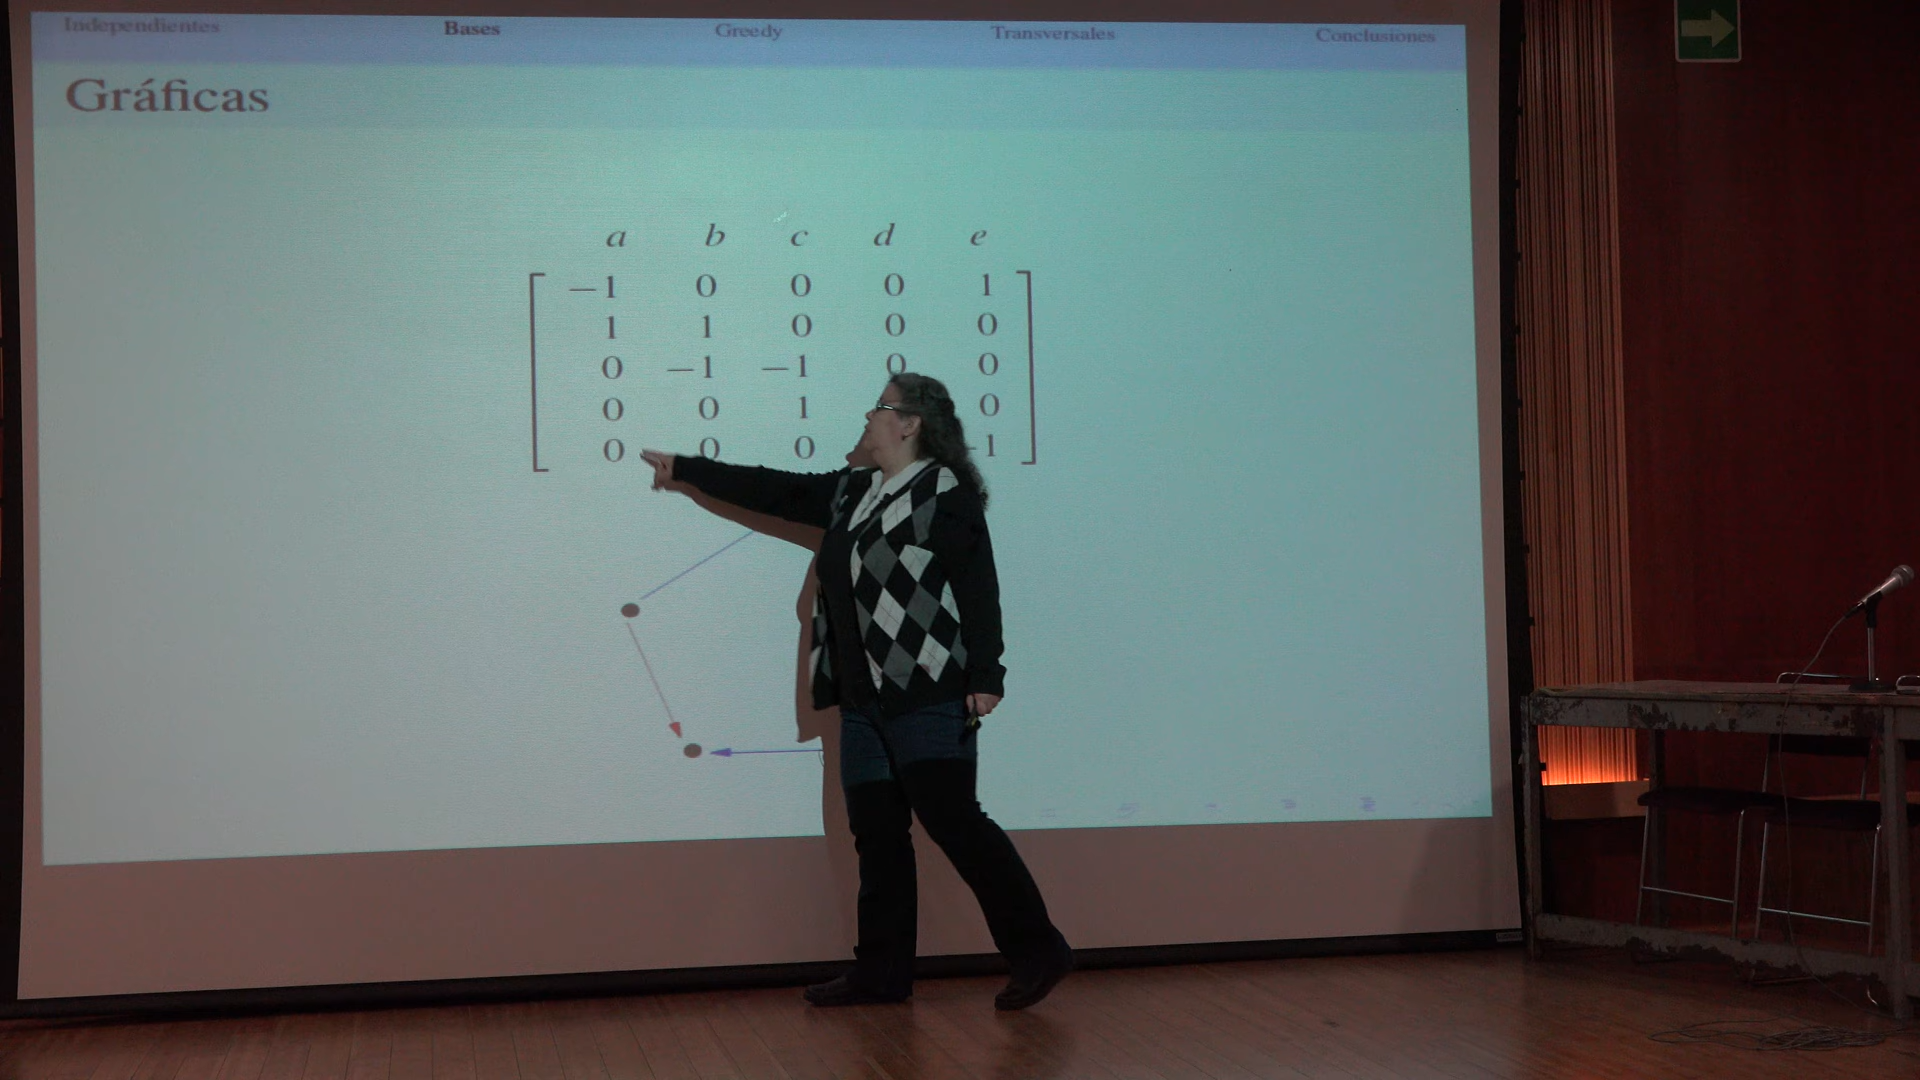 Independientes Bases Greedy Transversales Conclusiones
Gráficas
a b c d e
−1 0 0 0 1
1 1 0 0 0
0 −1 −1 0 0
0 0 1 0
0 0 0 -1